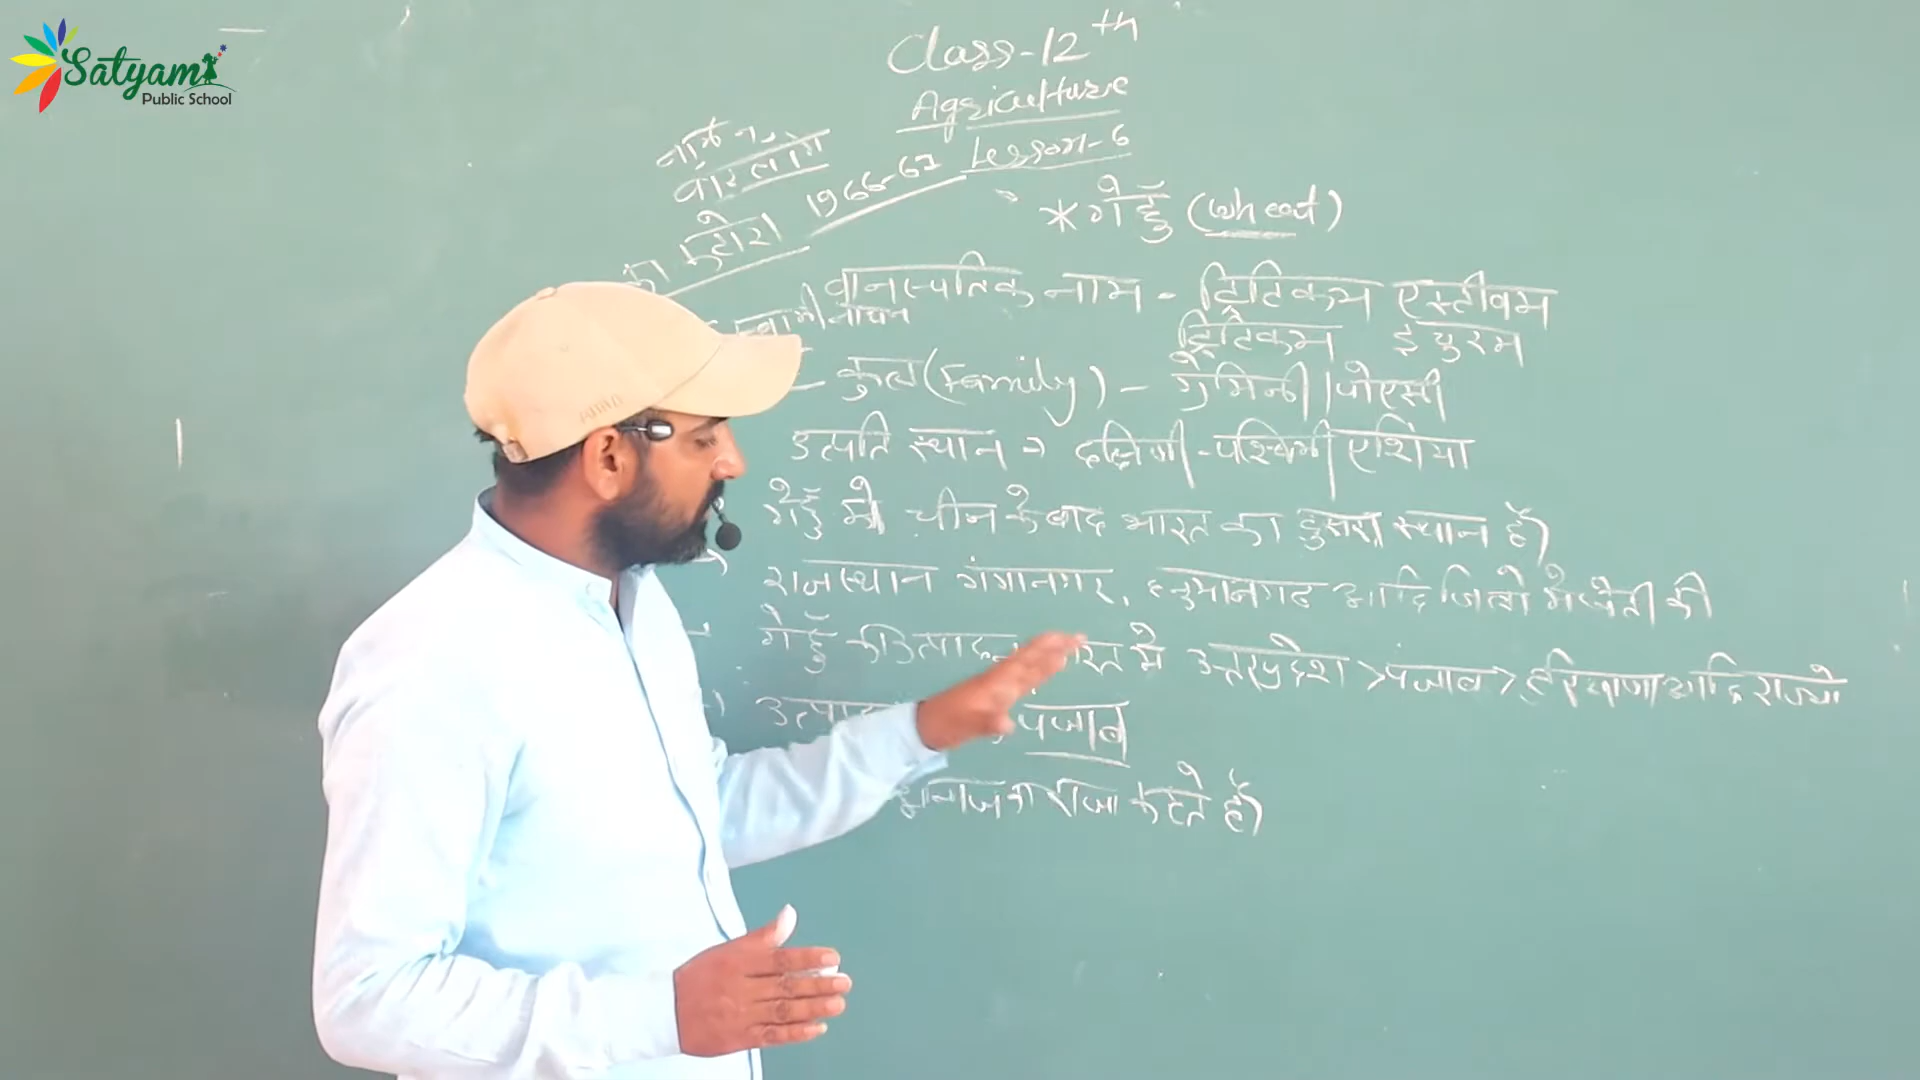 Satyam
Public School
Class-12th
Agriculture
Lesson-6
वारलोग
1966-67
* गेहूँ (wheat)
वानस्पतिक नाम - ट्रिटिकम एस्टीवम
ट्रिटिकम ड्युरम
कुल (Family) - ग्रेमिनी/पोएसी
उत्पति स्थान → दक्षिणी-पश्चिमी एशिया
गेहूँ मे चीन के बाद भारत का दुसरा स्थान है
राजस्थान गंगानगर, हनुमानगढ आदि जिलो मे खेती की
गेहूँ की उत्पादन मे उत्तरप्रदेश > पंजाब > हरियाणा आदि राज्यो
पंजाब
अनाज का राजा कहते है